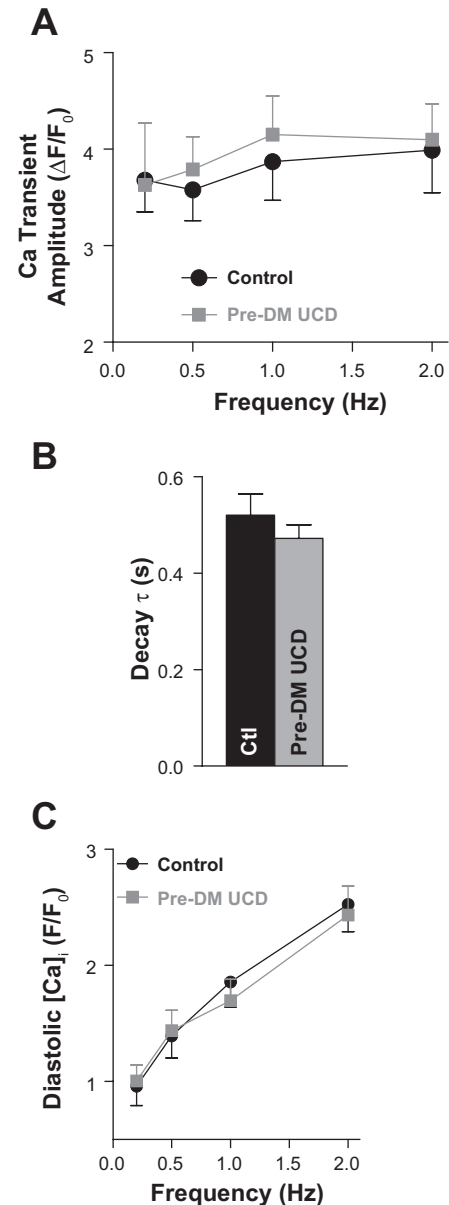 A
Ca Transient
Amplitude (ΔF/F₀)
5
4
3
2
Control
Pre-DM UCD
0.0 0.5 1.0 1.5 2.0
Frequency (Hz)
B
Decay τ (s)
0.6
0.4
0.2
0.0
Ctl
Pre-DM UCD
C
Diastolic [Ca]ᵢ (F/F₀)
3
2
1
Control
Pre-DM UCD
0.0 0.5 1.0 1.5 2.0
Frequency (Hz)